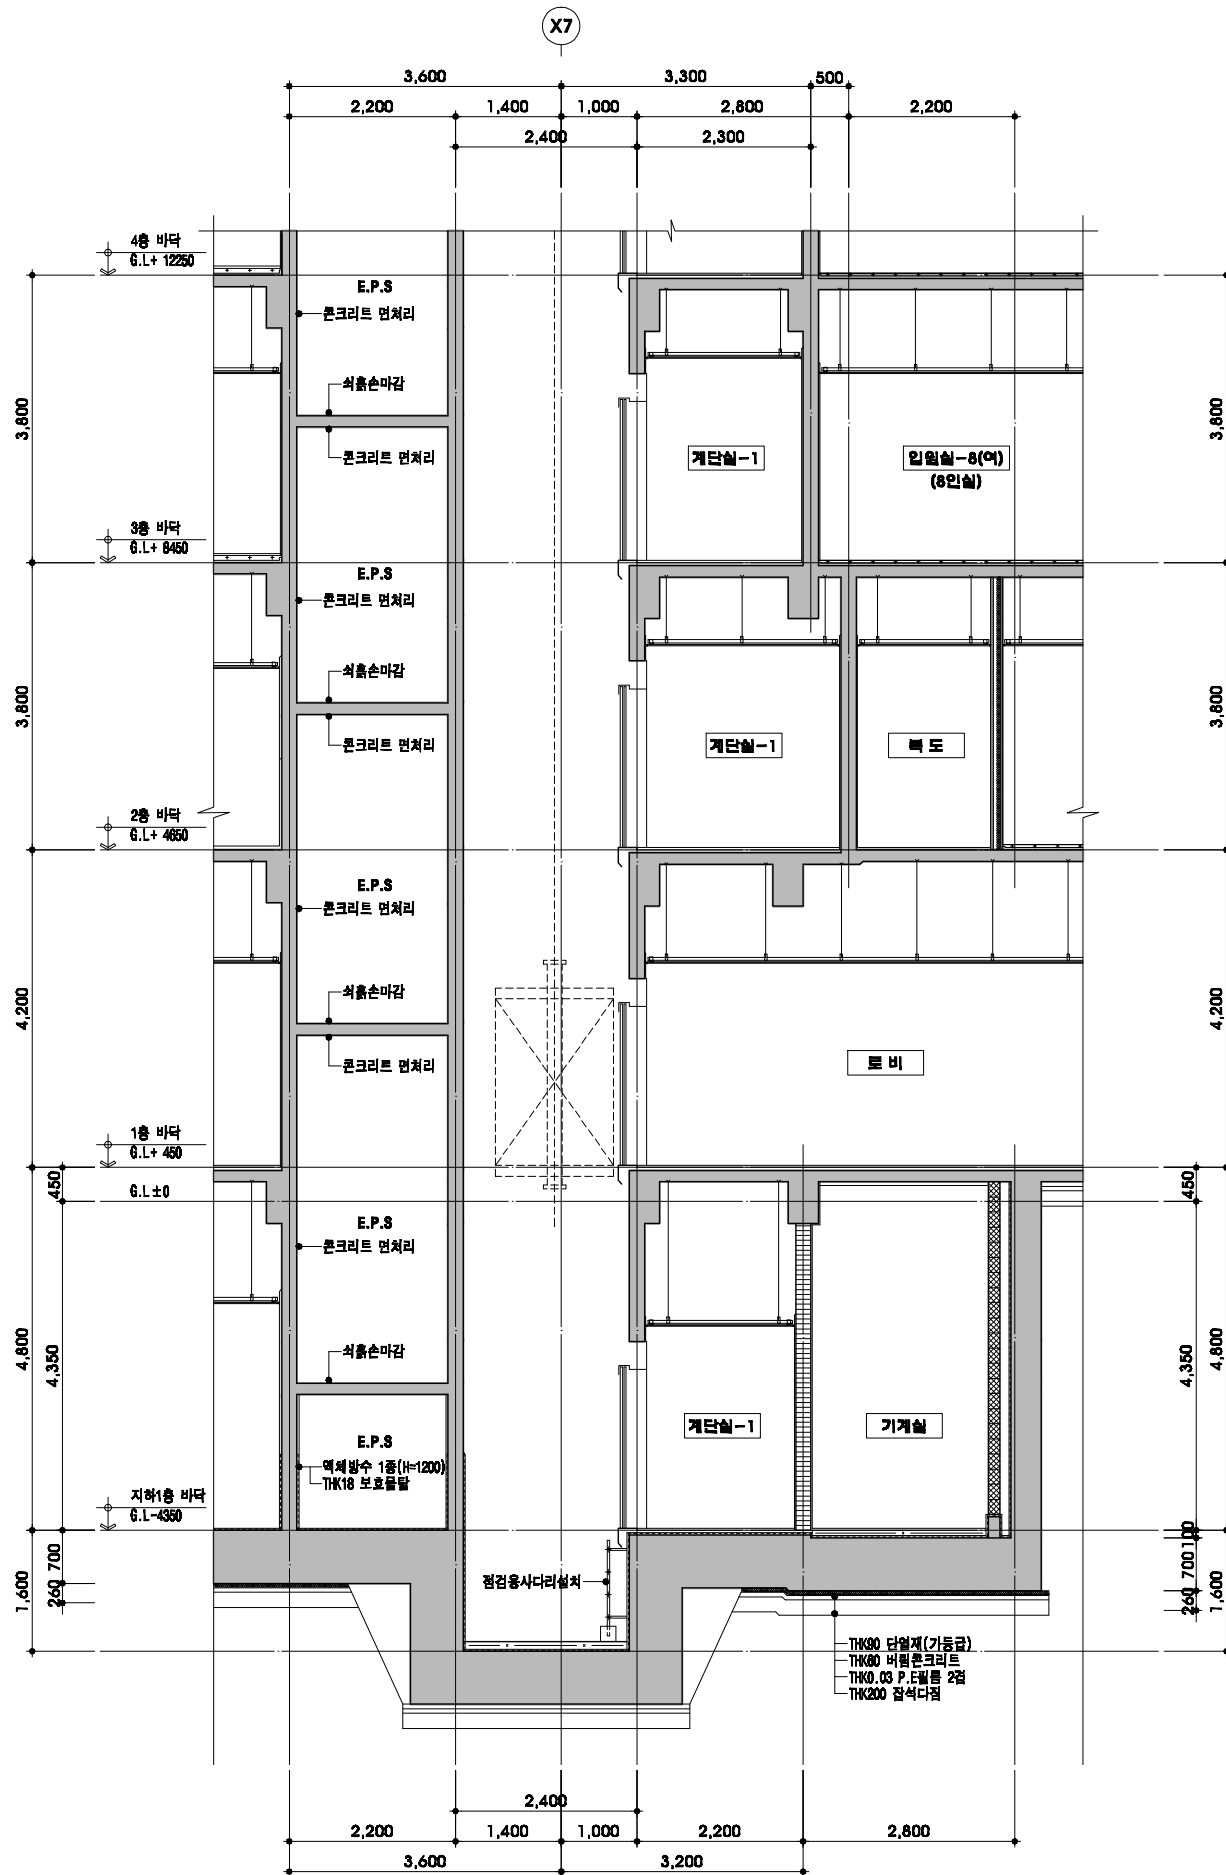 X7
3,600
3,300
500
2,200
1,400
1,000
2,800
2,200
2,400
2,300
4층 바닥
G.L+ 12250
E.P.S
콘크리트 면처리
쇠흙손마감
3,800
3,800
콘크리트 면처리
계단실-1
입원실-8(여)
(8인실)
3층 바닥
G.L+ 8450
E.P.S
콘크리트 면처리
쇠흙손마감
3,800
3,800
콘크리트 면처리
계단실-1
복 도
2층 바닥
G.L+ 4650
E.P.S
콘크리트 면처리
쇠흙손마감
4,200
4,200
콘크리트 면처리
로 비
1층 바닥
G.L+ 450
450
450
G.L±0
E.P.S
콘크리트 면처리
쇠흙손마감
4,800
4,350
4,350
4,800
계단실-1
기계실
E.P.S
액체방수 1종(H=1200)
THK18 보호몰탈
지하1층 바닥
G.L-4350
100
700
700
1,600
260
260
1,600
점검용사다리설치
THK90 단열재(가등급)
THK60 버림콘크리트
THK0.03 P.E필름 2겹
THK200 잡석다짐
2,400
2,200
1,400
1,000
2,200
2,800
3,600
3,200